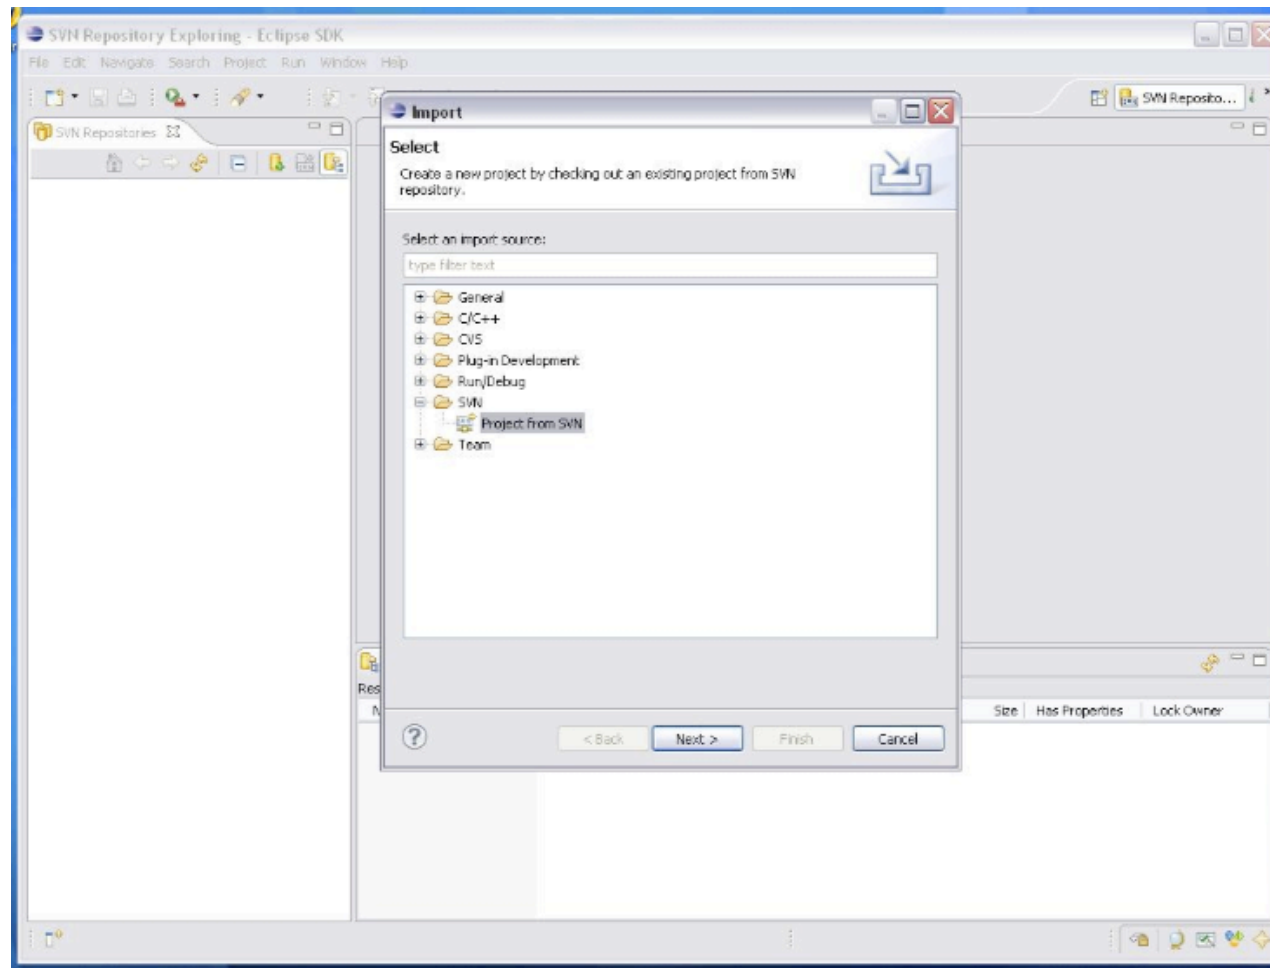 SVN Repository Exploring - Eclipse SDK
File Edit Navigate Search Project Run Window Help
SVN Reposito...
SVN Repositories
Import
Select
Create a new project by checking out an existing project from SVN
repository.
Select an import source:
type filter text
General
C/C++
CVS
Plug-in Development
Run/Debug
SVN
Project from SVN
Team
Res
Size Has Properties Lock Owner
< Back Next > Finish Cancel